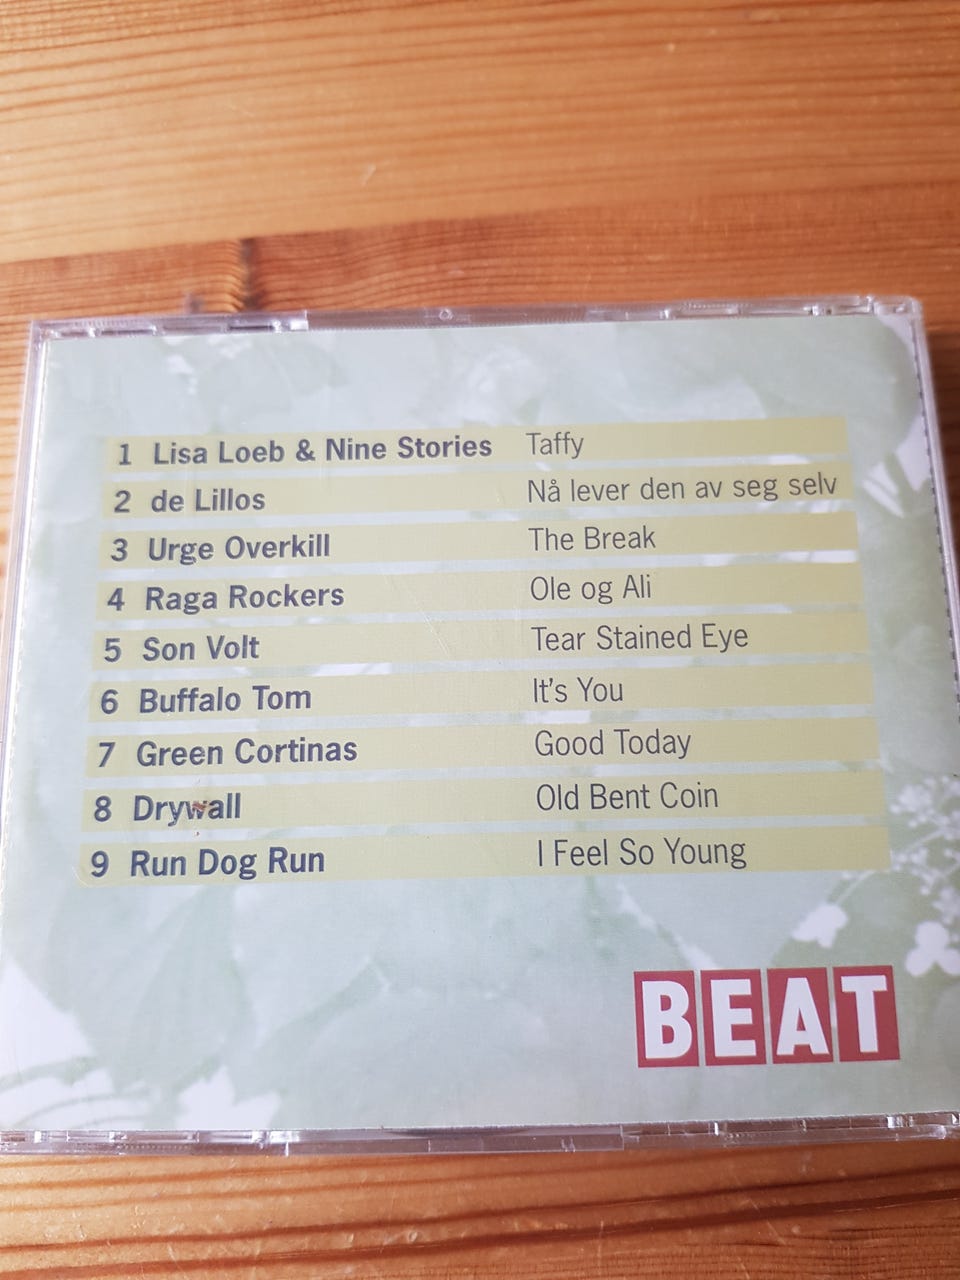 1 Lisa Loeb & Nine Stories Taffy
2 de Lillos Nå lever den av seg selv
3 Urge Overkill The Break
4 Raga Rockers Ole og Ali
5 Son Volt Tear Stained Eye
6 Buffalo Tom It's You
7 Green Cortinas Good Today
8 Drywall Old Bent Coin
9 Run Dog Run I Feel So Young
BEAT